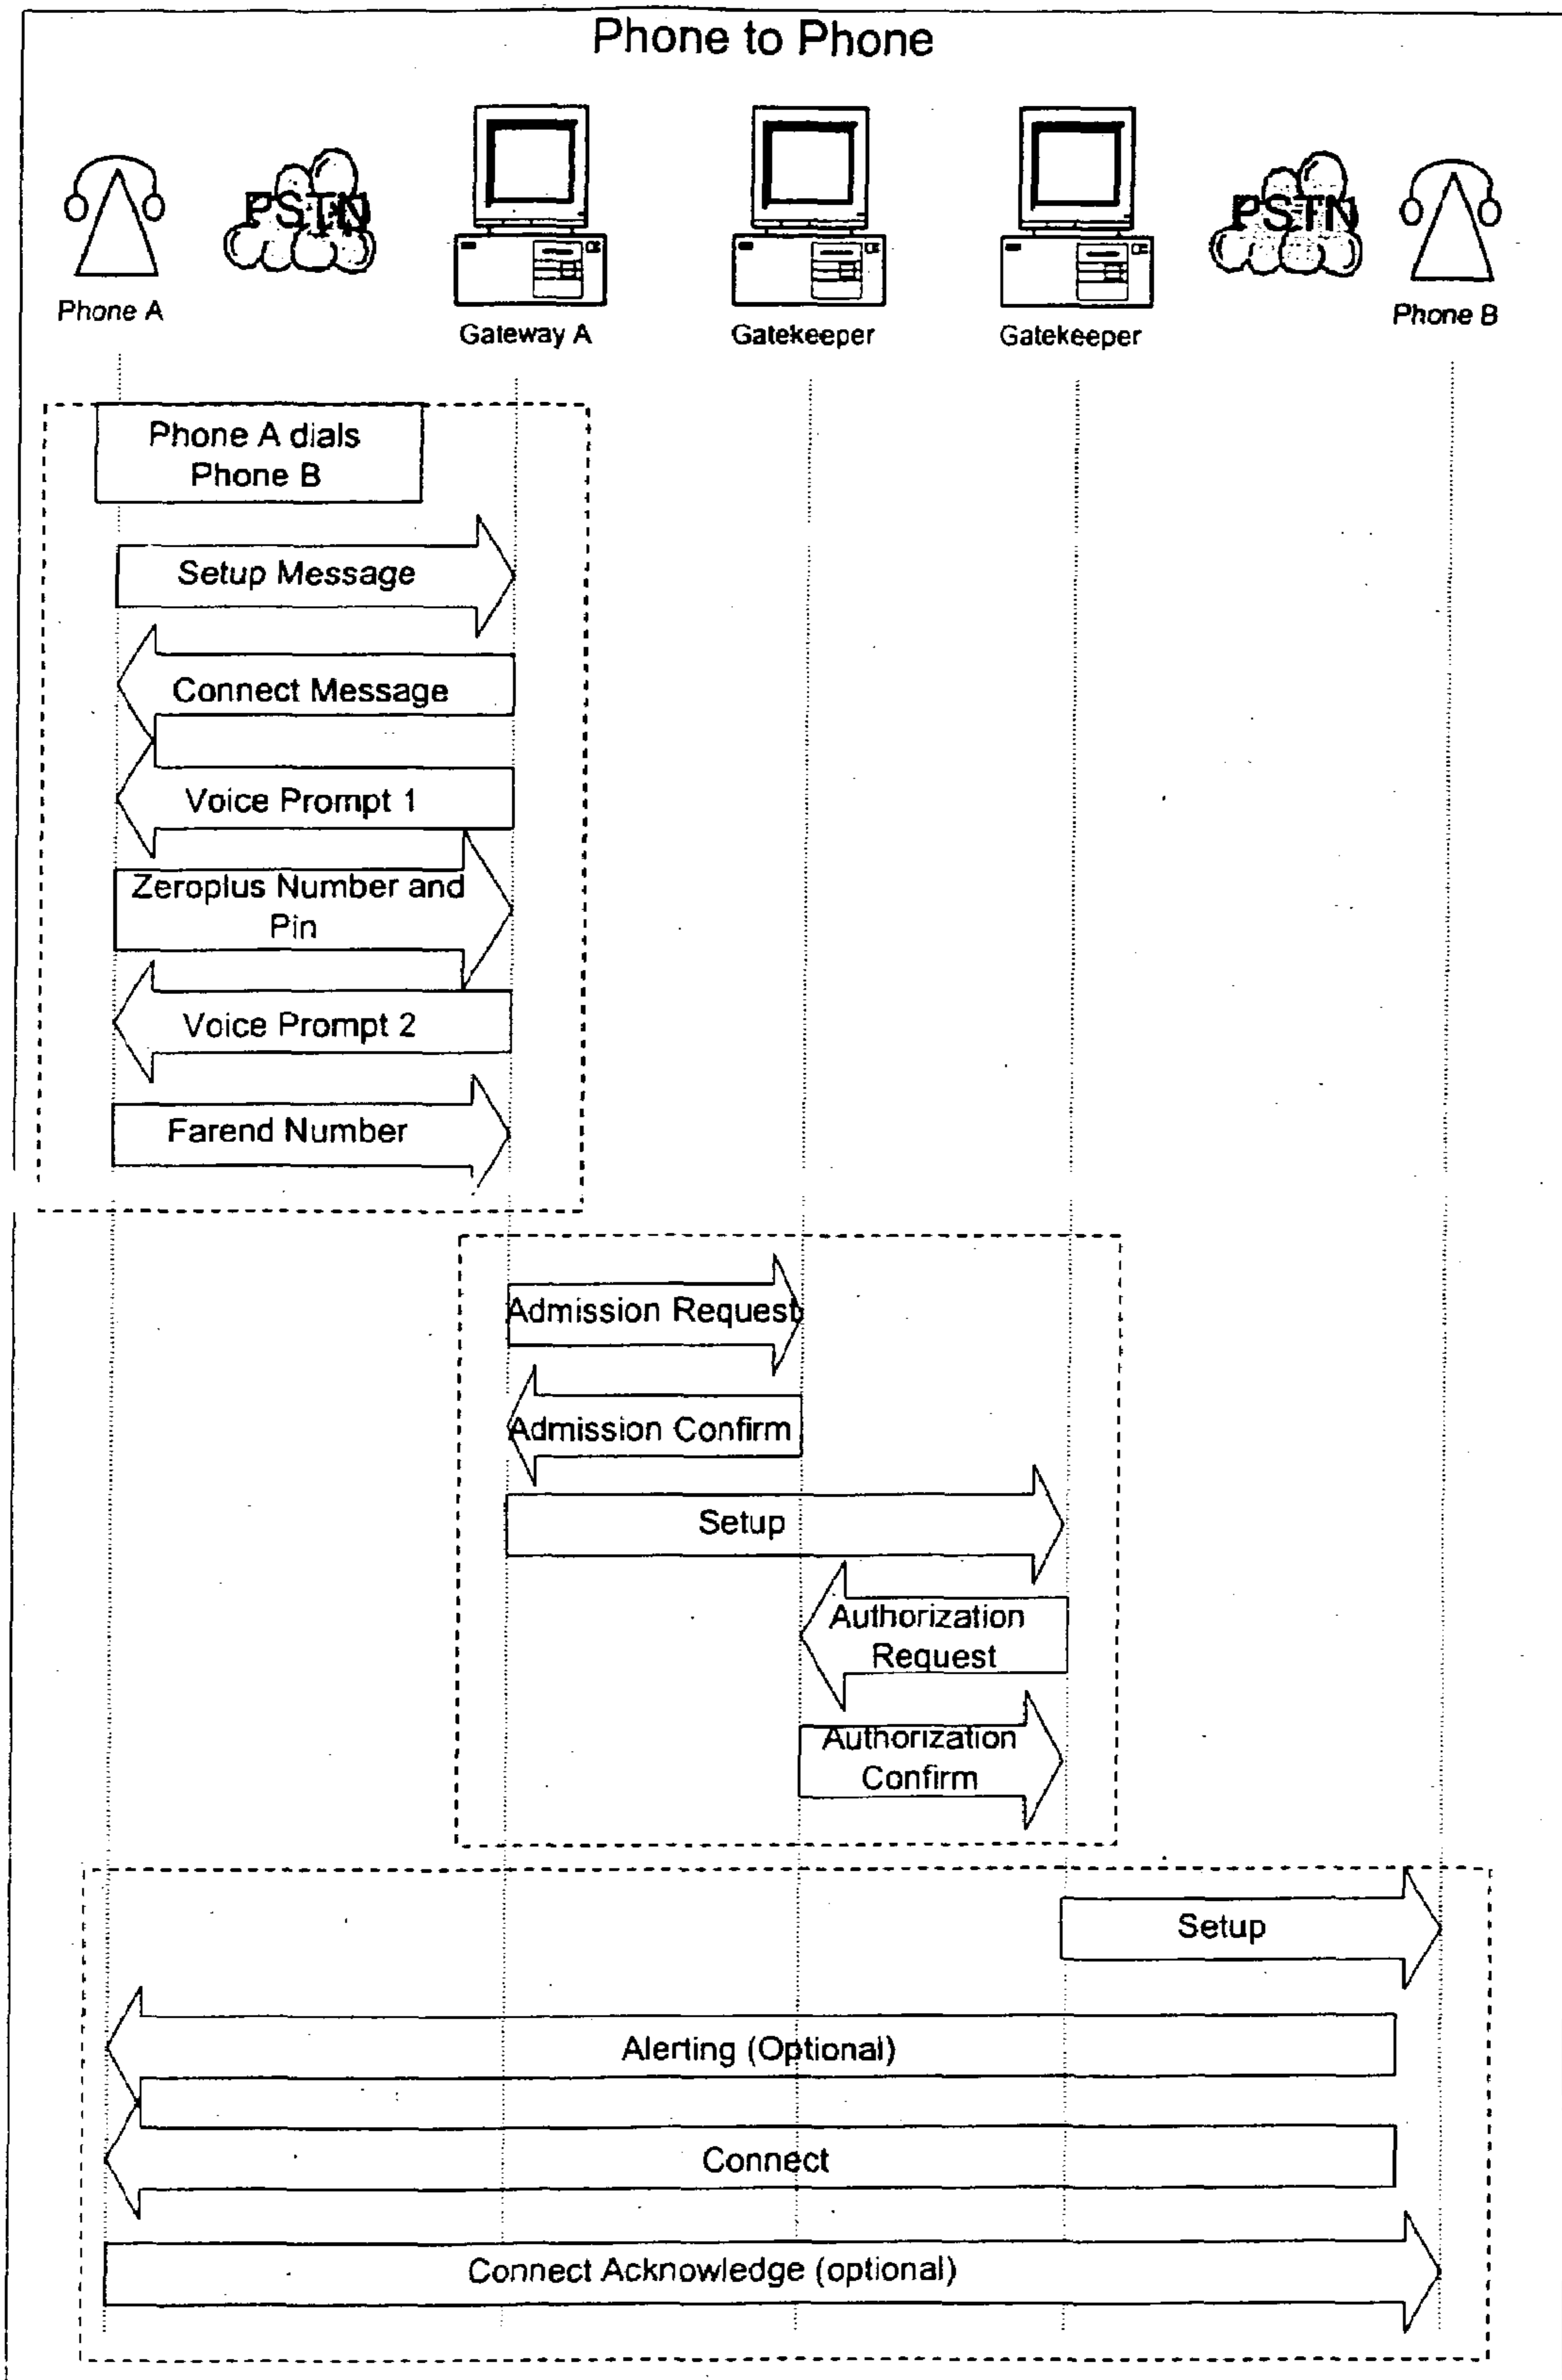 Phone to Phone
PSTN
PSTN
Phone A
Gateway A
Gatekeeper
Gatekeeper
Phone B
Phone A dials
Phone B
Setup Message
Connect Message
Voice Prompt 1
Zeroplus Number and
Pin
Voice Prompt 2
Farend Number
Admission Request
Admission Confirm
Setup
Authorization
Request
Authorization
Confirm
Setup
Alerting (Optional)
Connect
Connect Acknowledge (optional)